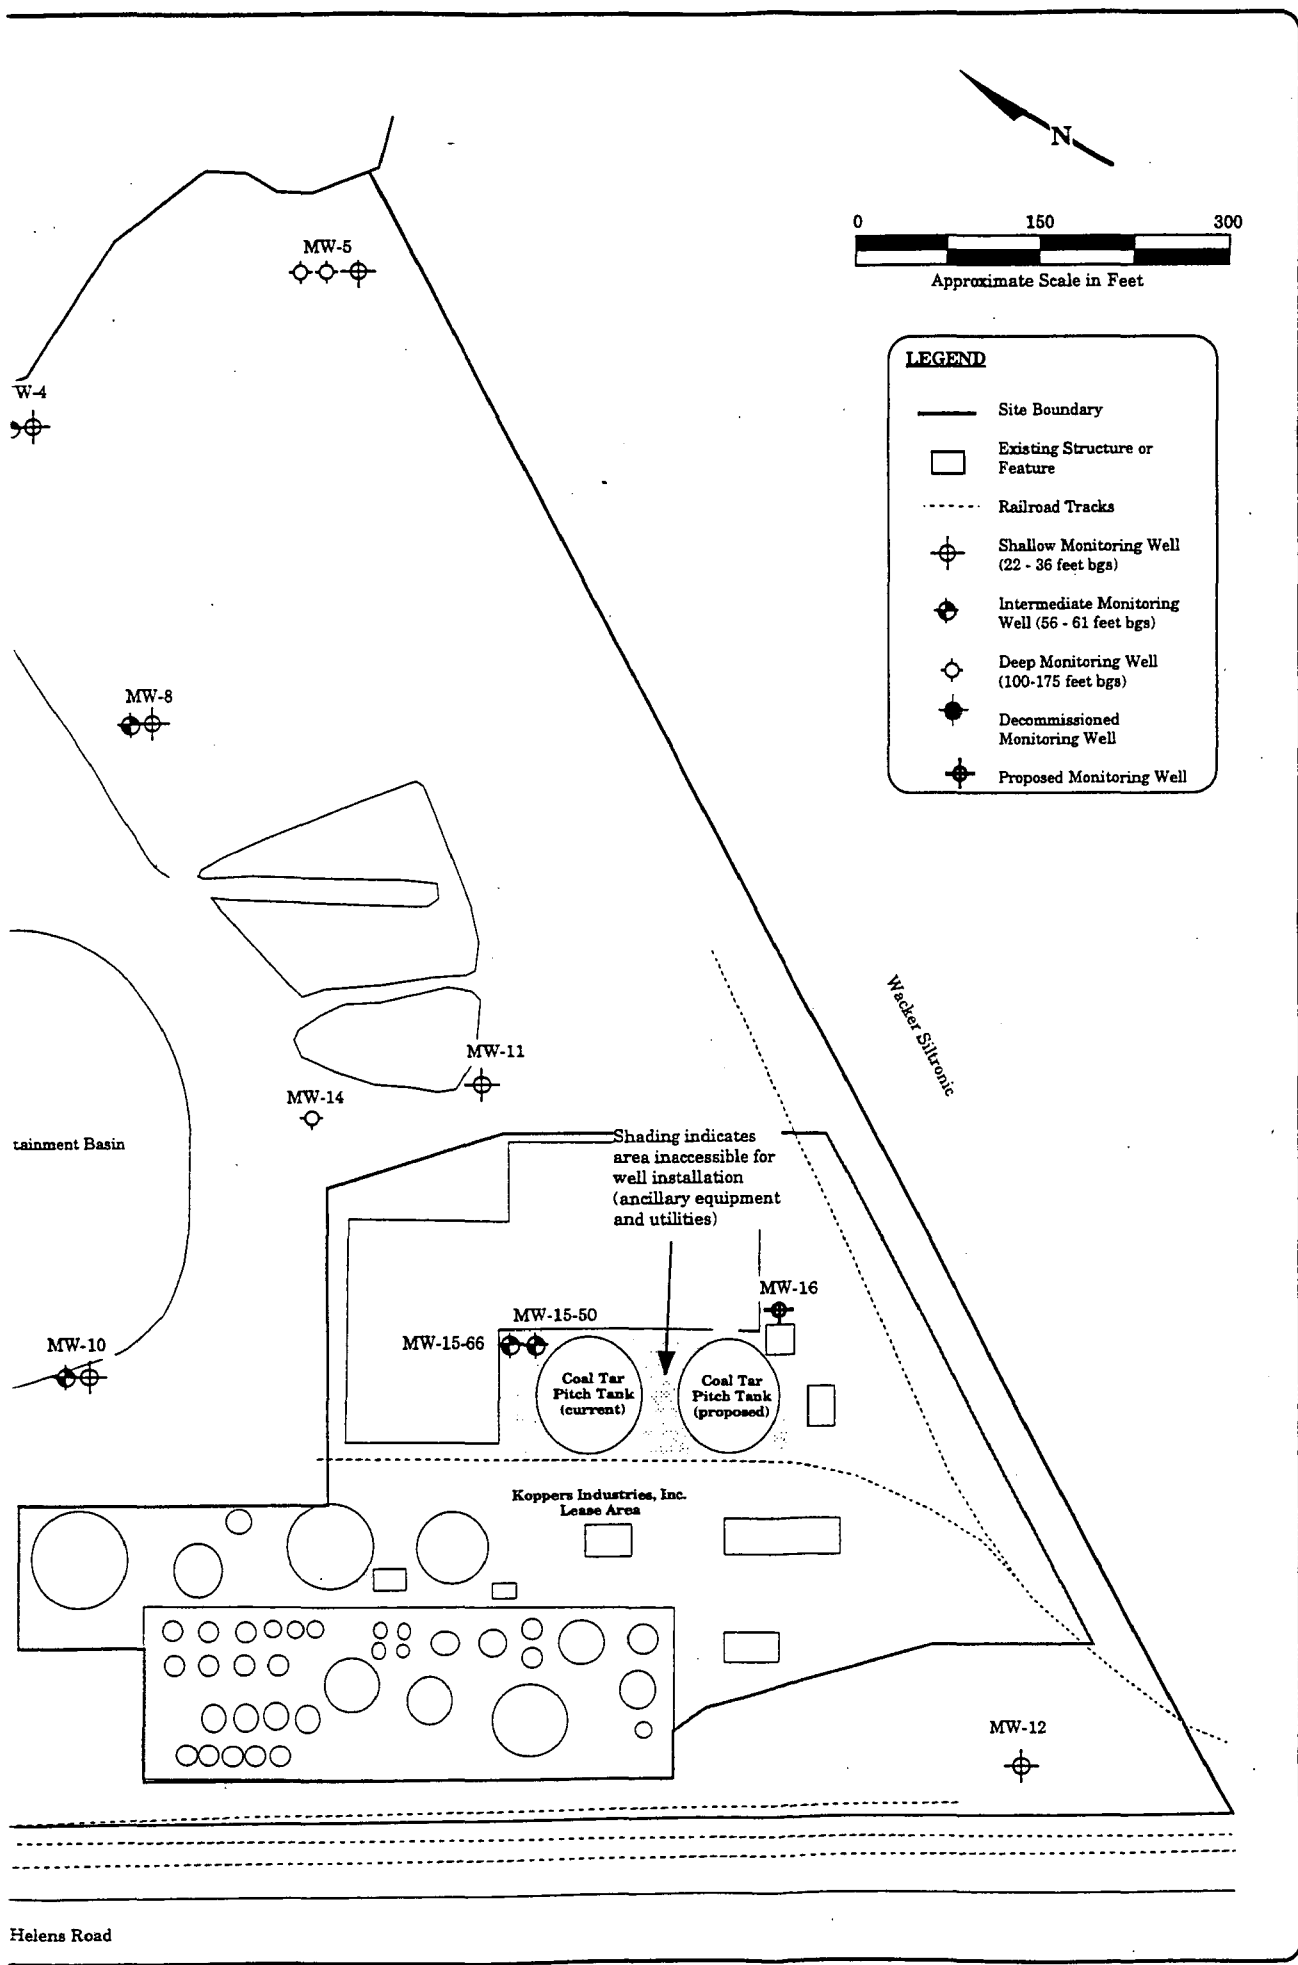 N
0 150 300
Approximate Scale in Feet
LEGEND
Site Boundary
Existing Structure or
Feature
Railroad Tracks
Shallow Monitoring Well
(22 - 36 feet bgs)
Intermediate Monitoring
Well (56 - 61 feet bgs)
Deep Monitoring Well
(100-175 feet bgs)
Decommissioned
Monitoring Well
Proposed Monitoring Well
MW-5
W-4
MW-8
Wacker Siltronic
MW-11
MW-14
tainment Basin
Shading indicates
area inaccessible for
well installation
(ancillary equipment
and utilities)
MW-16
MW-15-50
MW-15-66
MW-10
Coal Tar
Pitch Tank
(current)
Coal Tar
Pitch Tank
(proposed)
Koppers Industries, Inc.
Lease Area
MW-12
Helens Road